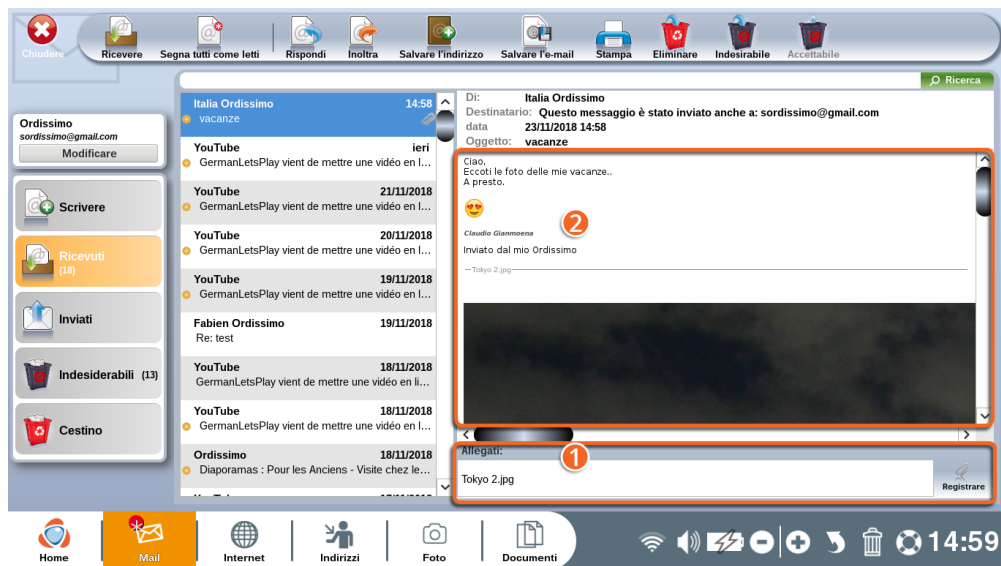 Chiudere
Ricevere
Segna tutti come letti
Rispondi
Inoltra
Salvare l'indirizzo
Salvare l'e-mail
Stampa
Eliminare
Indesirabile
Accettabile
Ricerca
Ordissimo
sordissimo@gmail.com
Modificare
Scrivere
Ricevuti
(18)
Inviati
Indesiderabili (13)
Cestino
Italia Ordissimo 14:58
vacanze
YouTube ieri
GermanLetsPlay vient de mettre une vidéo en l...
YouTube 21/11/2018
GermanLetsPlay vient de mettre une vidéo en l...
YouTube 20/11/2018
GermanLetsPlay vient de mettre une vidéo en l...
YouTube 19/11/2018
GermanLetsPlay vient de mettre une vidéo en l...
Fabien Ordissimo 19/11/2018
Re: test
YouTube 18/11/2018
GermanLetsPlay vient de mettre une vidéo en li...
YouTube 18/11/2018
GermanLetsPlay vient de mettre une vidéo en l...
Ordissimo 18/11/2018
Diaporamas : Pour les Anciens - Visite chez le...
Di: Italia Ordissimo
Destinatario: Questo messaggio è stato inviato anche a: sordissimo@gmail.com
data 23/11/2018 14:58
Oggetto: vacanze
Ciao,
Eccoti le foto delle mie vacanze..
A presto.
2
Claudio Gianmoena
Inviato dal mio Ordissimo
Tokyo 2.jpg
Allegati:
1
Tokyo 2.jpg
Registrare
Home
Mail
Internet
Indirizzi
Foto
Documenti
14:59